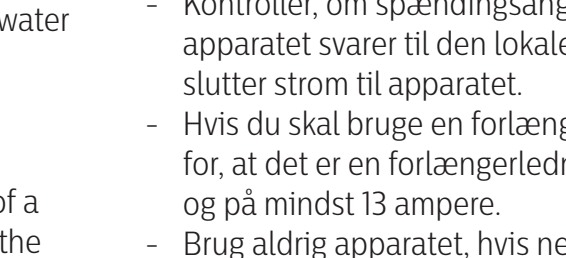 water
of a
the
- Kontroller, om spændingsang
apparatet svarer til den lokale
slutter strøm til apparatet.
- Hvis du skal bruge en forlæng
for, at det er en forlængerledn
og på mindst 13 ampere.
- Brug aldrig apparatet, hvis ne